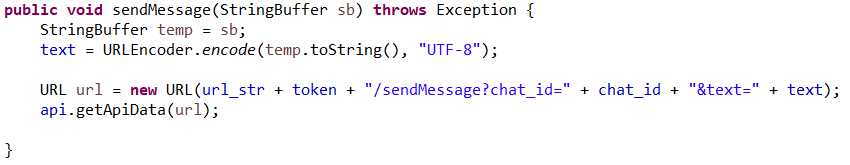 public void sendMessage(StringBuffer sb) throws Exception {
    StringBuffer temp = sb;
    text = URLEncoder.encode(temp.toString(), "UTF-8");
    URL url = new URL(url_str + token + "/sendMessage?chat_id=" + chat_id + "&text=" + text);
    api.getApiData(url);
}